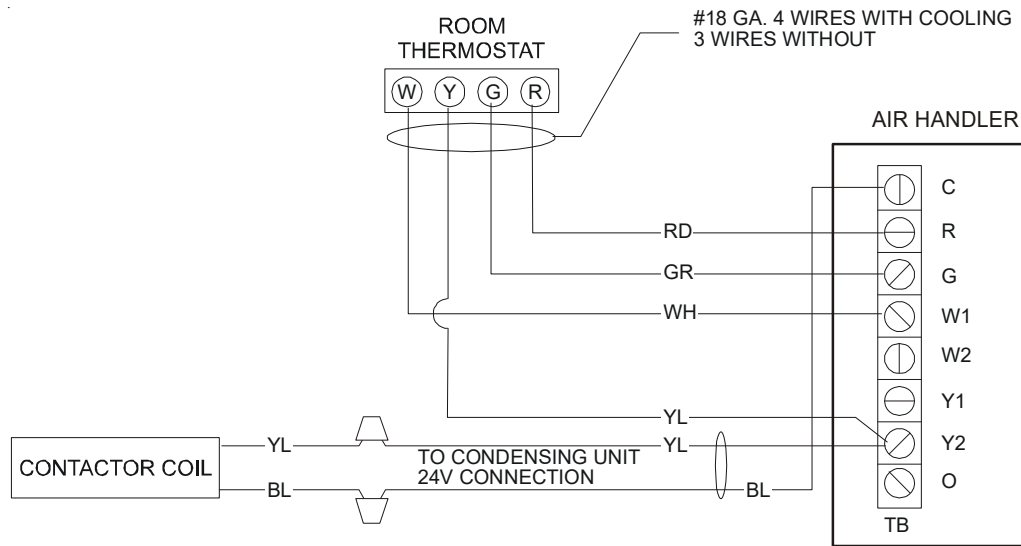 ROOM
THERMOSTAT
#18 GA. 4 WIRES WITH COOLING
3 WIRES WITHOUT
W Y G R
AIR HANDLER
C
RD R
GR G
WH W1
W2
Y1
YL
YL YL Y2
CONTACTOR COIL
TO CONDENSING UNIT
24V CONNECTION
BL BL O
TB